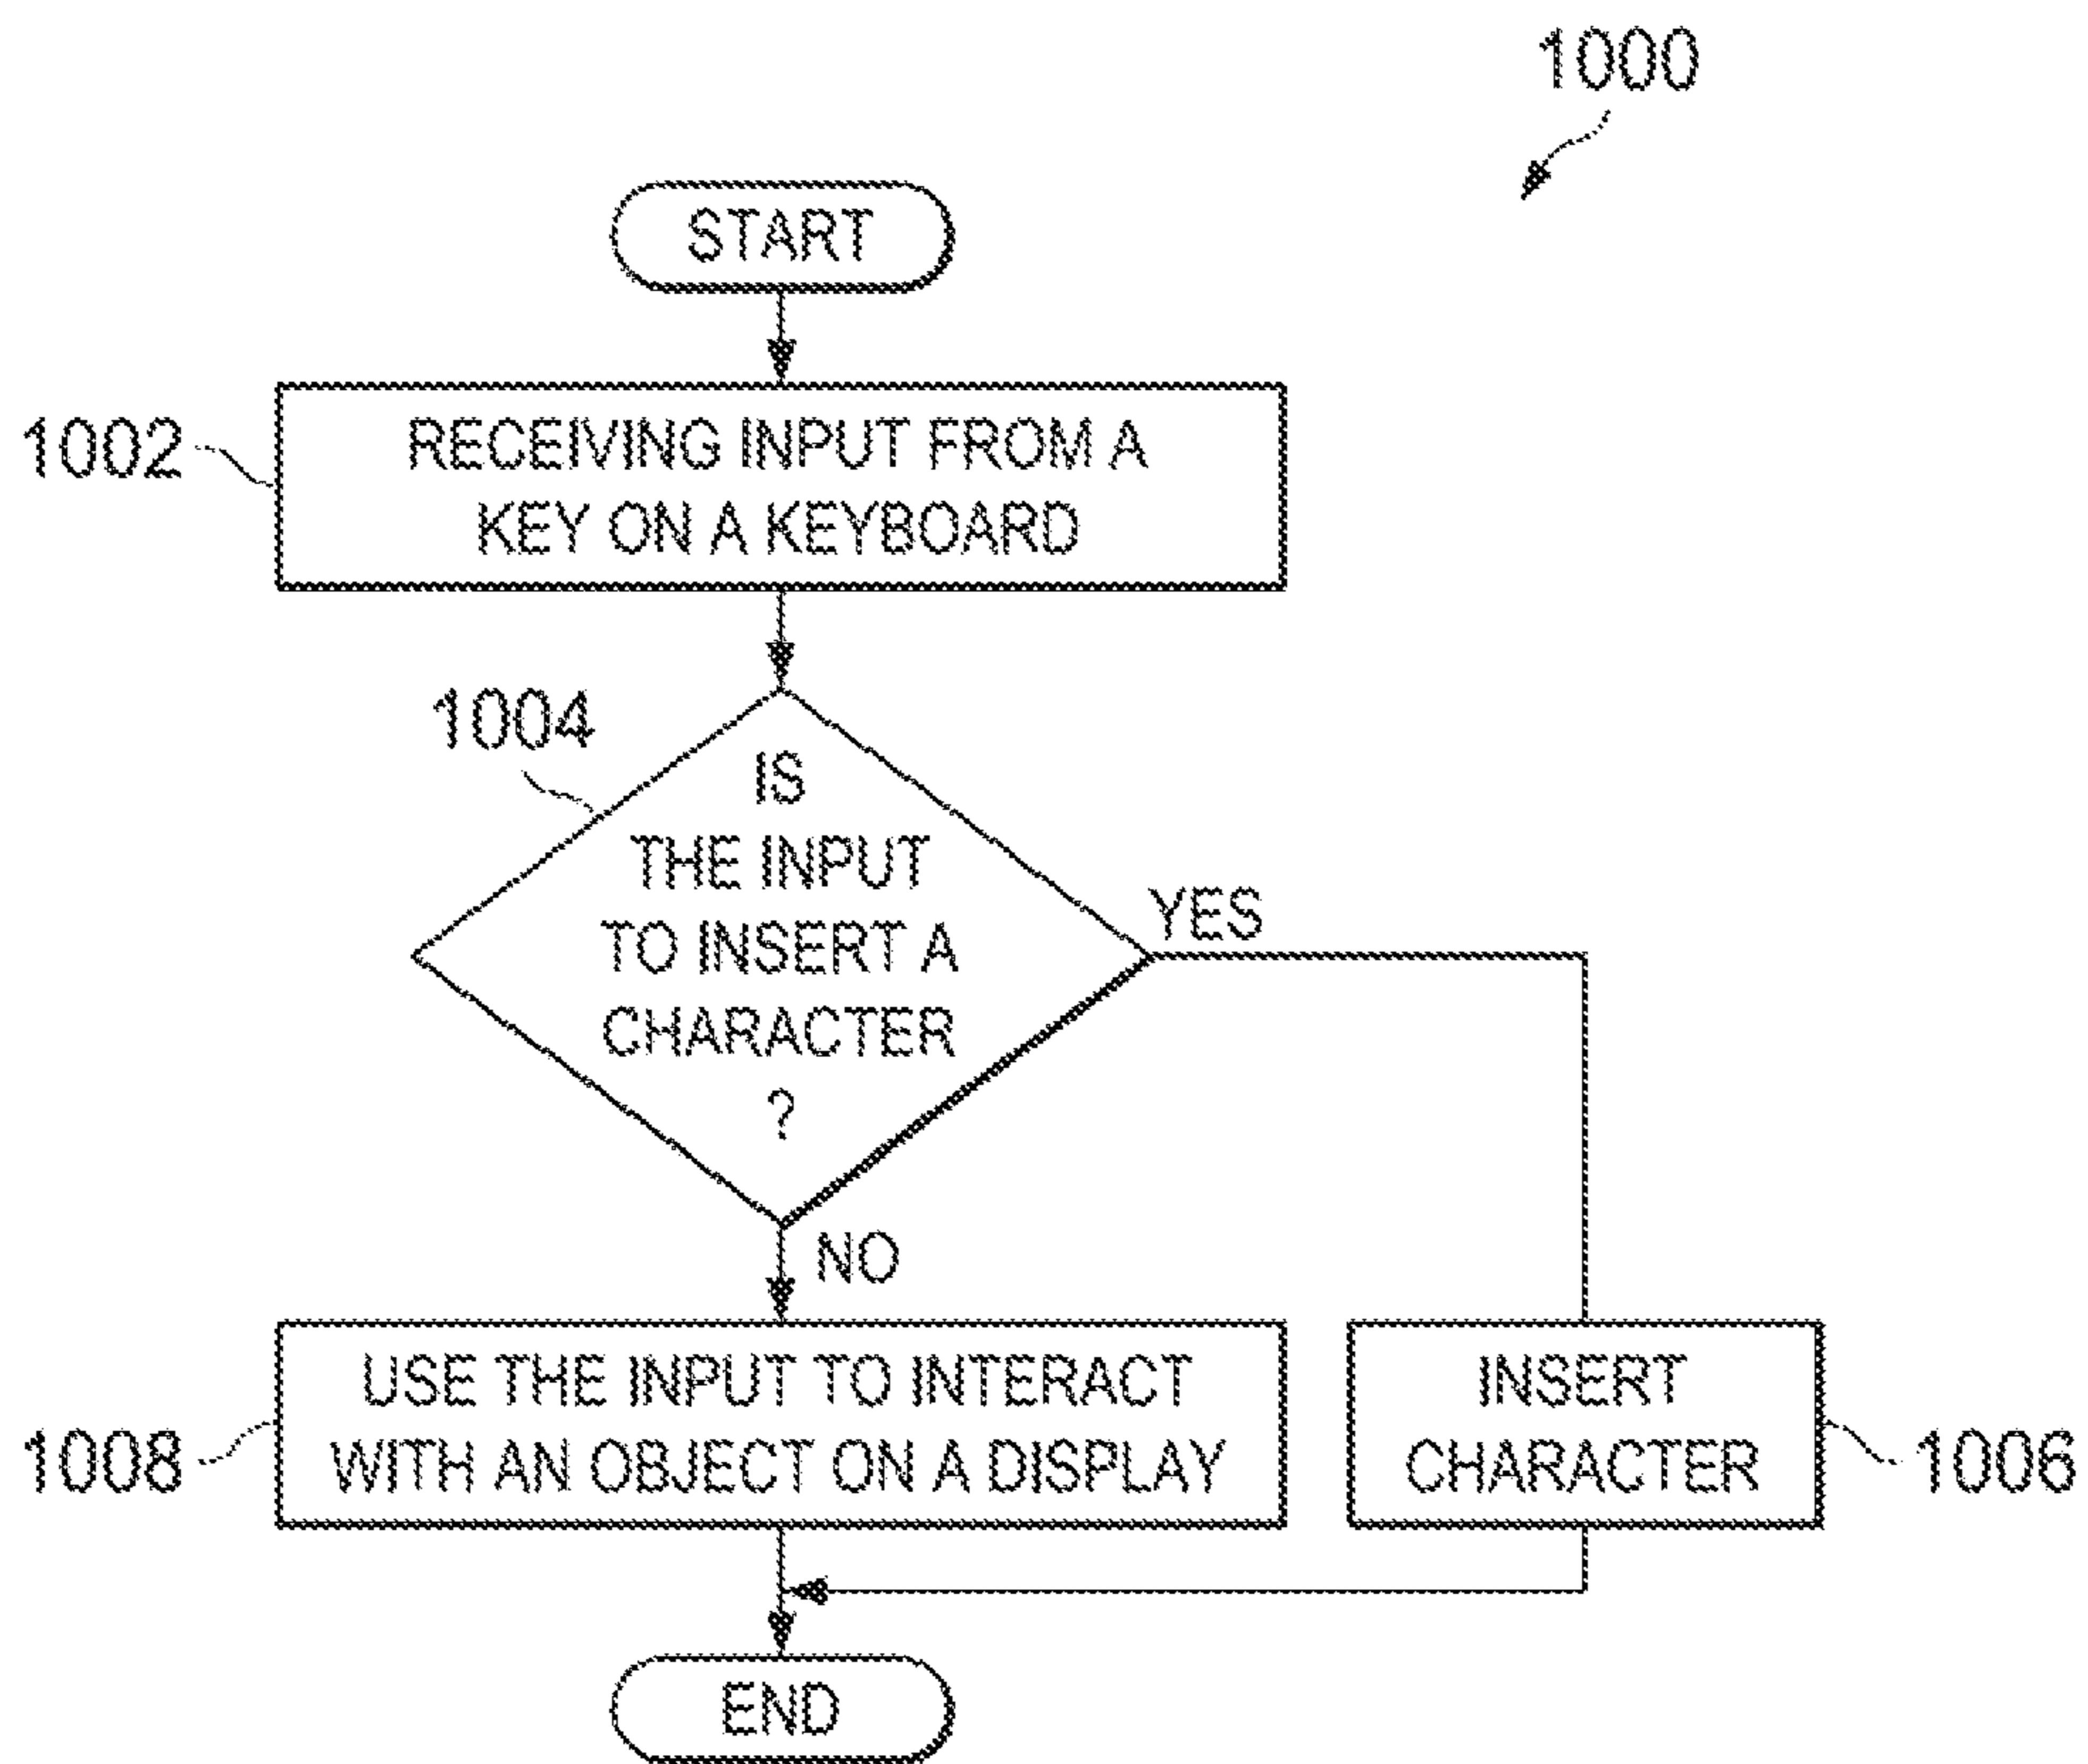 1000
START
1002
RECEIVING INPUT FROM A
KEY ON A KEYBOARD
1004
IS
THE INPUT
TO INSERT A
CHARACTER
?
YES
NO
USE THE INPUT TO INTERACT
WITH AN OBJECT ON A DISPLAY
1008
INSERT
CHARACTER
1006
END